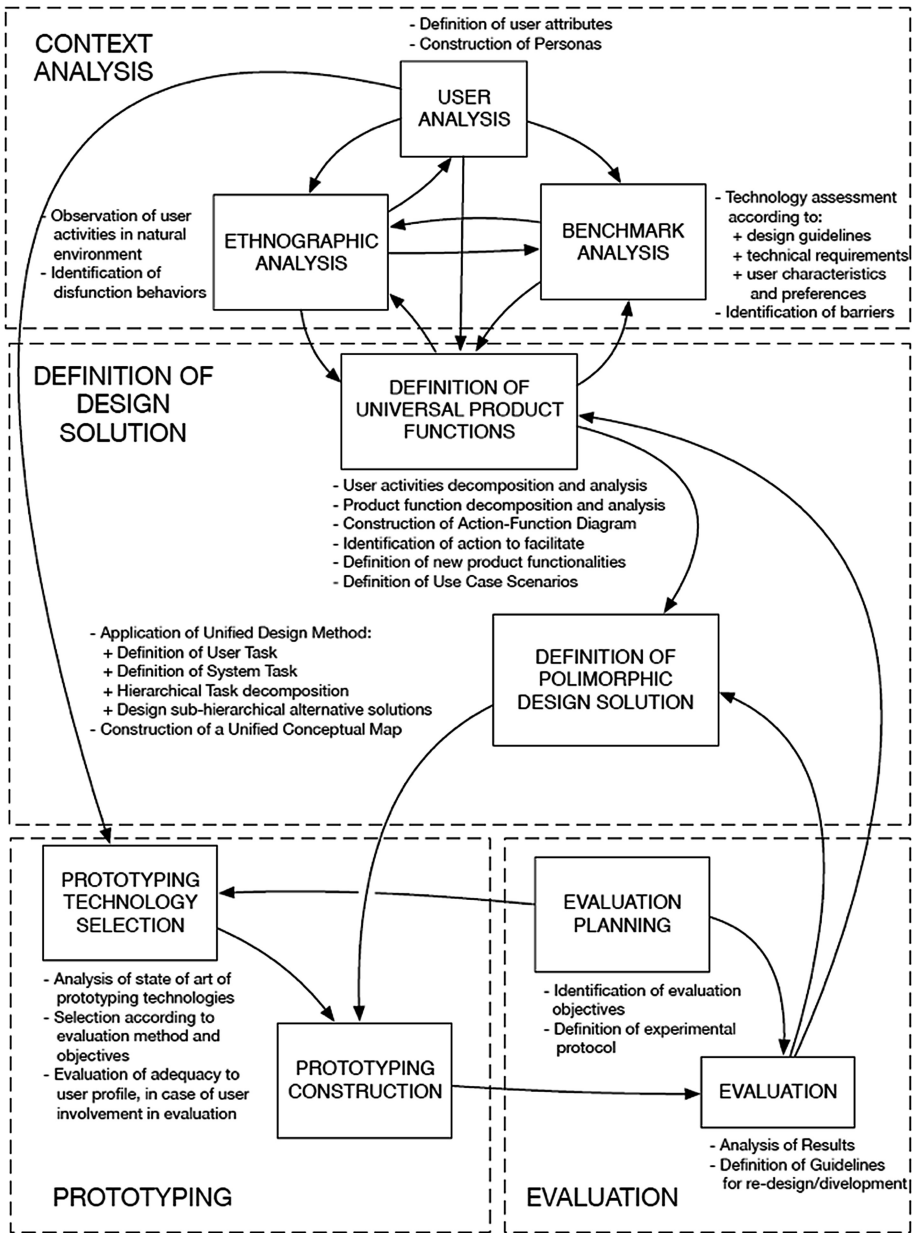 CONTEXT
ANALYSIS
- Definition of user attributes
- Construction of Personas
USER
ANALYSIS
- Observation of user
activities in natural
environment
- Identification of
disfunction behaviors
ETHNOGRAPHIC
ANALYSIS
BENCHMARK
ANALYSIS
- Technology assessment
according to:
+ design guidelines
+ technical requirements
+ user characteristics
and preferences
- Identification of barriers
DEFINITION OF
DESIGN
SOLUTION
DEFINITION OF
UNIVERSAL PRODUCT
FUNCTIONS
- User activities decomposition and analysis
- Product function decomposition and analysis
- Construction of Action-Function Diagram
- Identification of action to facilitate
- Definition of new product functionalities
- Definition of Use Case Scenarios
- Application of Unified Design Method:
+ Definition of User Task
+ Definition of System Task
+ Hierarchical Task decomposition
+ Design sub-hierarchical alternative solutions
- Construction of a Unified Conceptual Map
DEFINITION OF
POLIMORPHIC
DESIGN SOLUTION
PROTOTYPING
TECHNOLOGY
SELECTION
- Analysis of state of art of
prototyping technologies
- Selection according to
evaluation method and
objectives
- Evaluation of adequacy to
user profile, in case of user
involvement in evaluation
PROTOTYPING
CONSTRUCTION
PROTOTYPING
EVALUATION
PLANNING
- Identification of evaluation
objectives
- Definition of experimental
protocol
EVALUATION
- Analysis of Results
- Definition of Guidelines
for re-design/divelopment
EVALUATION